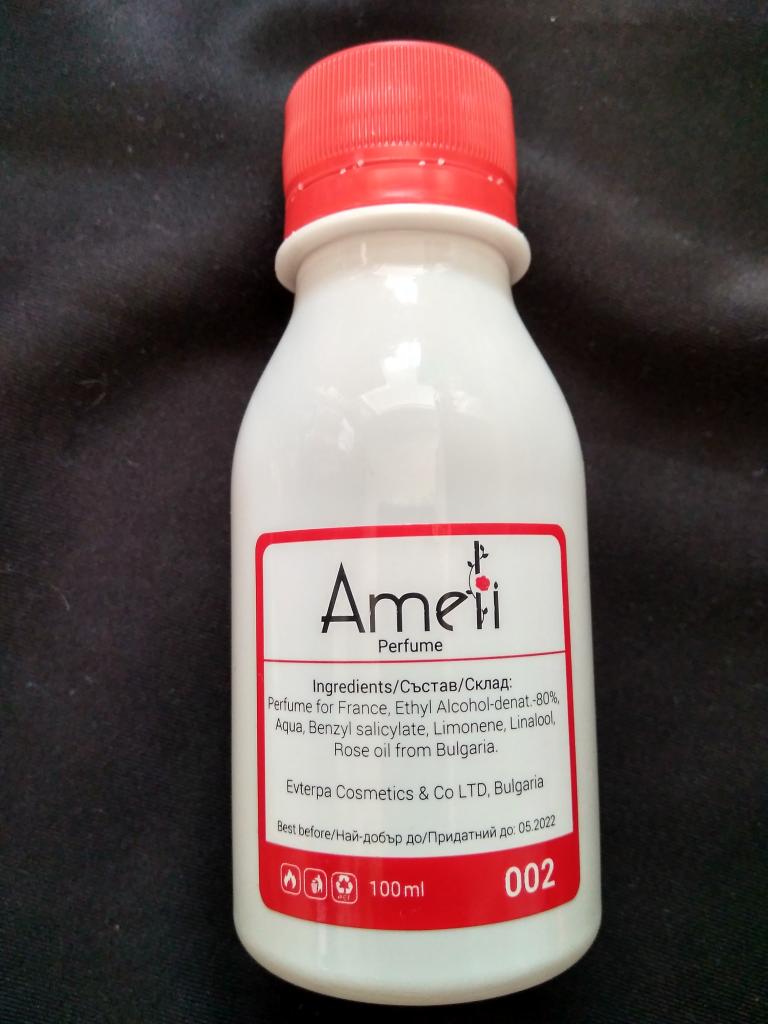 Ameli
Perfume
Ingredients/Състав/Склад:
Perfume for France, Ethyl Alcohol-denat.-80%,
Aqua, Benzyl salicylate, Limonene, Linalool,
Rose oil from Bulgaria.
Evterpa Cosmetics & Co LTD, Bulgaria
Best before/Най-добър до/Придатний до: 05.2022
100ml
002